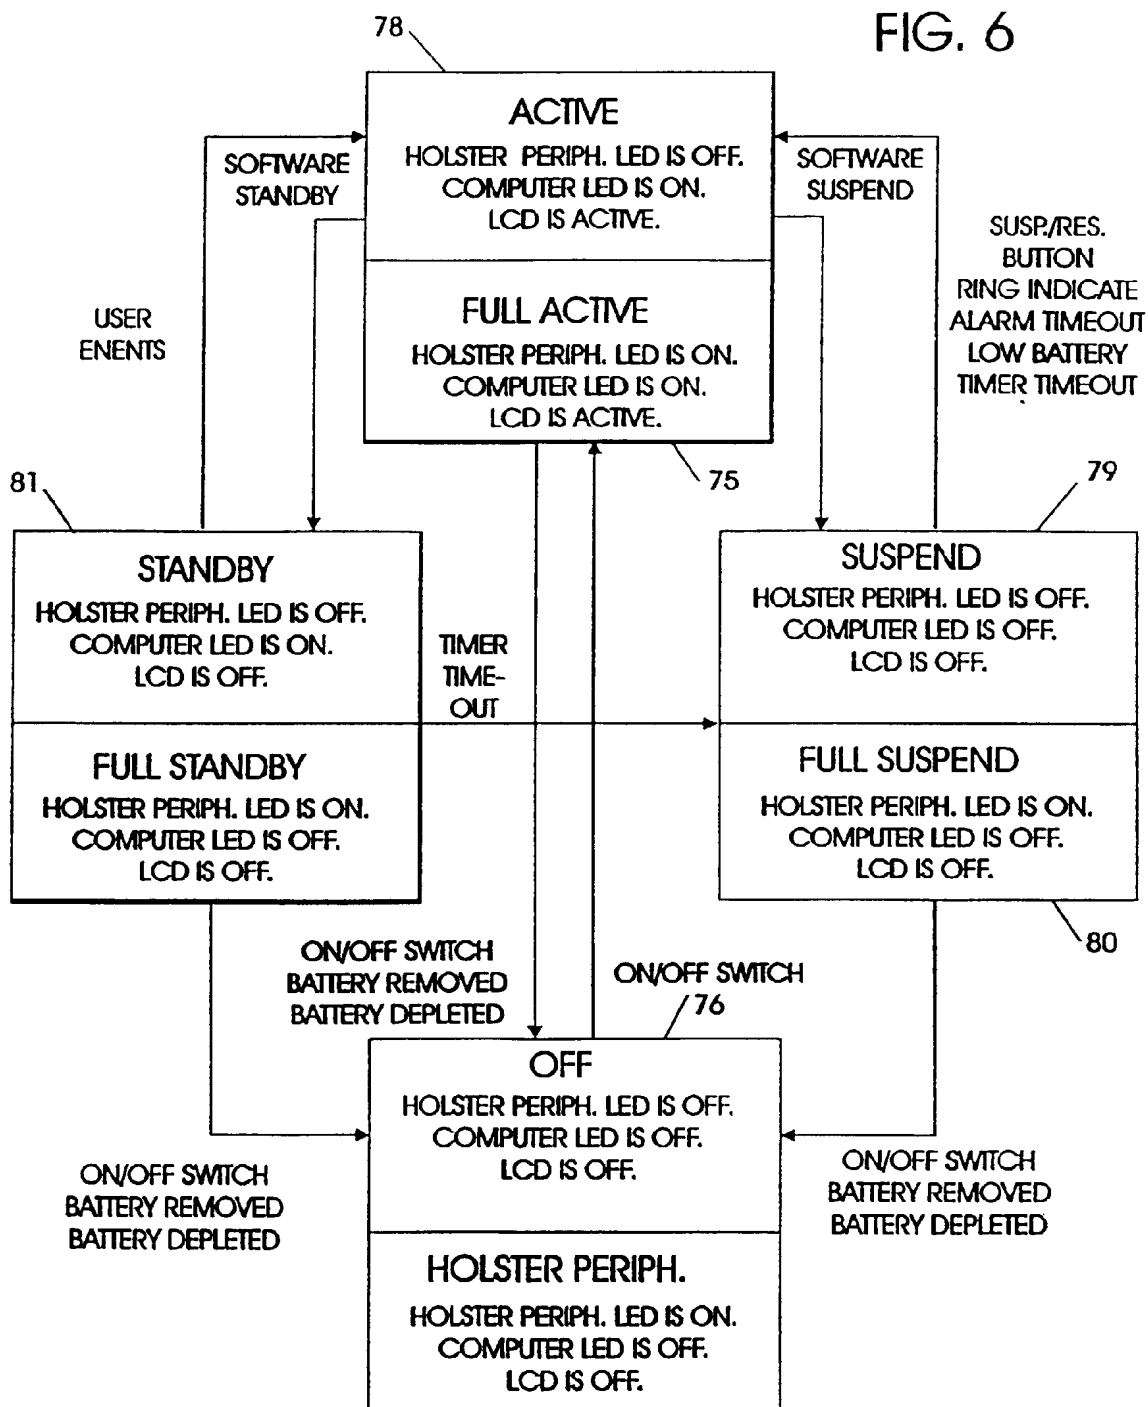 FIG. 6
78
ACTIVE
HOLSTER PERIPH. LED IS OFF.
COMPUTER LED IS ON.
LCD IS ACTIVE.
SOFTWARE
STANDBY
SOFTWARE
SUSPEND
FULL ACTIVE
HOLSTER PERIPH. LED IS ON.
COMPUTER LED IS ON.
LCD IS ACTIVE.
75
USER
ENENTS
SUSP./RES.
BUTTON
RING INDICATE
ALARM TIMEOUT
LOW BATTERY
TIMER TIMEOUT
81
STANDBY
HOLSTER PERIPH. LED IS OFF.
COMPUTER LED IS ON.
LCD IS OFF.
FULL STANDBY
HOLSTER PERIPH. LED IS ON.
COMPUTER LED IS OFF.
LCD IS OFF.
TIMER
TIME-
OUT
79
SUSPEND
HOLSTER PERIPH. LED IS OFF.
COMPUTER LED IS OFF.
LCD IS OFF.
FULL SUSPEND
HOLSTER PERIPH. LED IS ON.
COMPUTER LED IS OFF.
LCD IS OFF.
80
ON/OFF SWITCH
BATTERY REMOVED
BATTERY DEPLETED
ON/OFF SWITCH
76
OFF
HOLSTER PERIPH. LED IS OFF.
COMPUTER LED IS OFF.
LCD IS OFF.
ON/OFF SWITCH
BATTERY REMOVED
BATTERY DEPLETED
ON/OFF SWITCH
BATTERY REMOVED
BATTERY DEPLETED
HOLSTER PERIPH.
HOLSTER PERIPH. LED IS ON.
COMPUTER LED IS OFF.
LCD IS OFF.